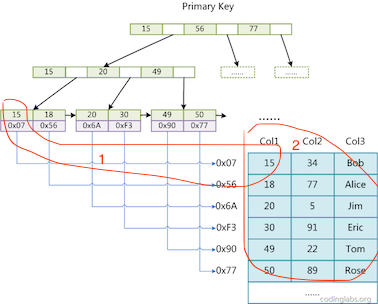 Primary Key
15 56 77
15 20 49
...... ......
15 18 20 30 49 50
0x07 0x56 0x6A 0xF3 0x90 0x77
......
Col1 Col2 Col3
1
2
0x07 15 34 Bob
0x56 18 77 Alice
0x6A 20 5 Jim
0xF3 30 91 Eric
0x90 49 22 Tom
0x77 50 89 Rose
......
codinglabs.org